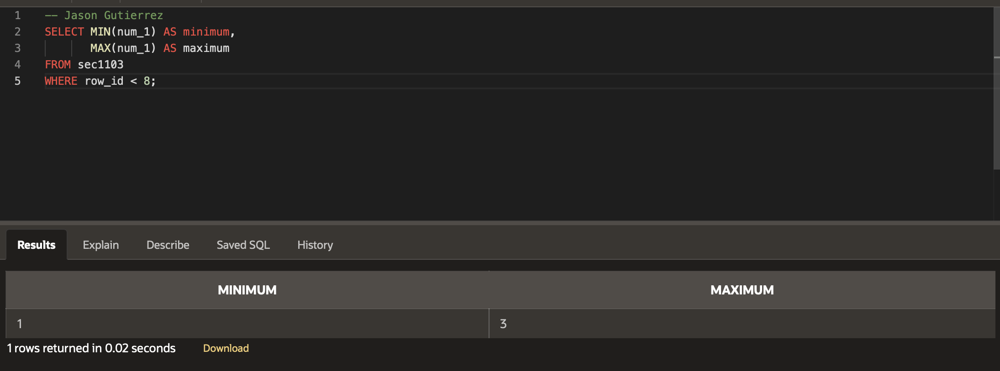 1 -- Jason Gutierrez
2 SELECT MIN(num_1) AS minimum,
3 MAX(num_1) AS maximum
4 FROM sec1103
5 WHERE row_id < 8;
Results Explain Describe Saved SQL History
MINIMUM MAXIMUM
1 3
1 rows returned in 0.02 seconds Download